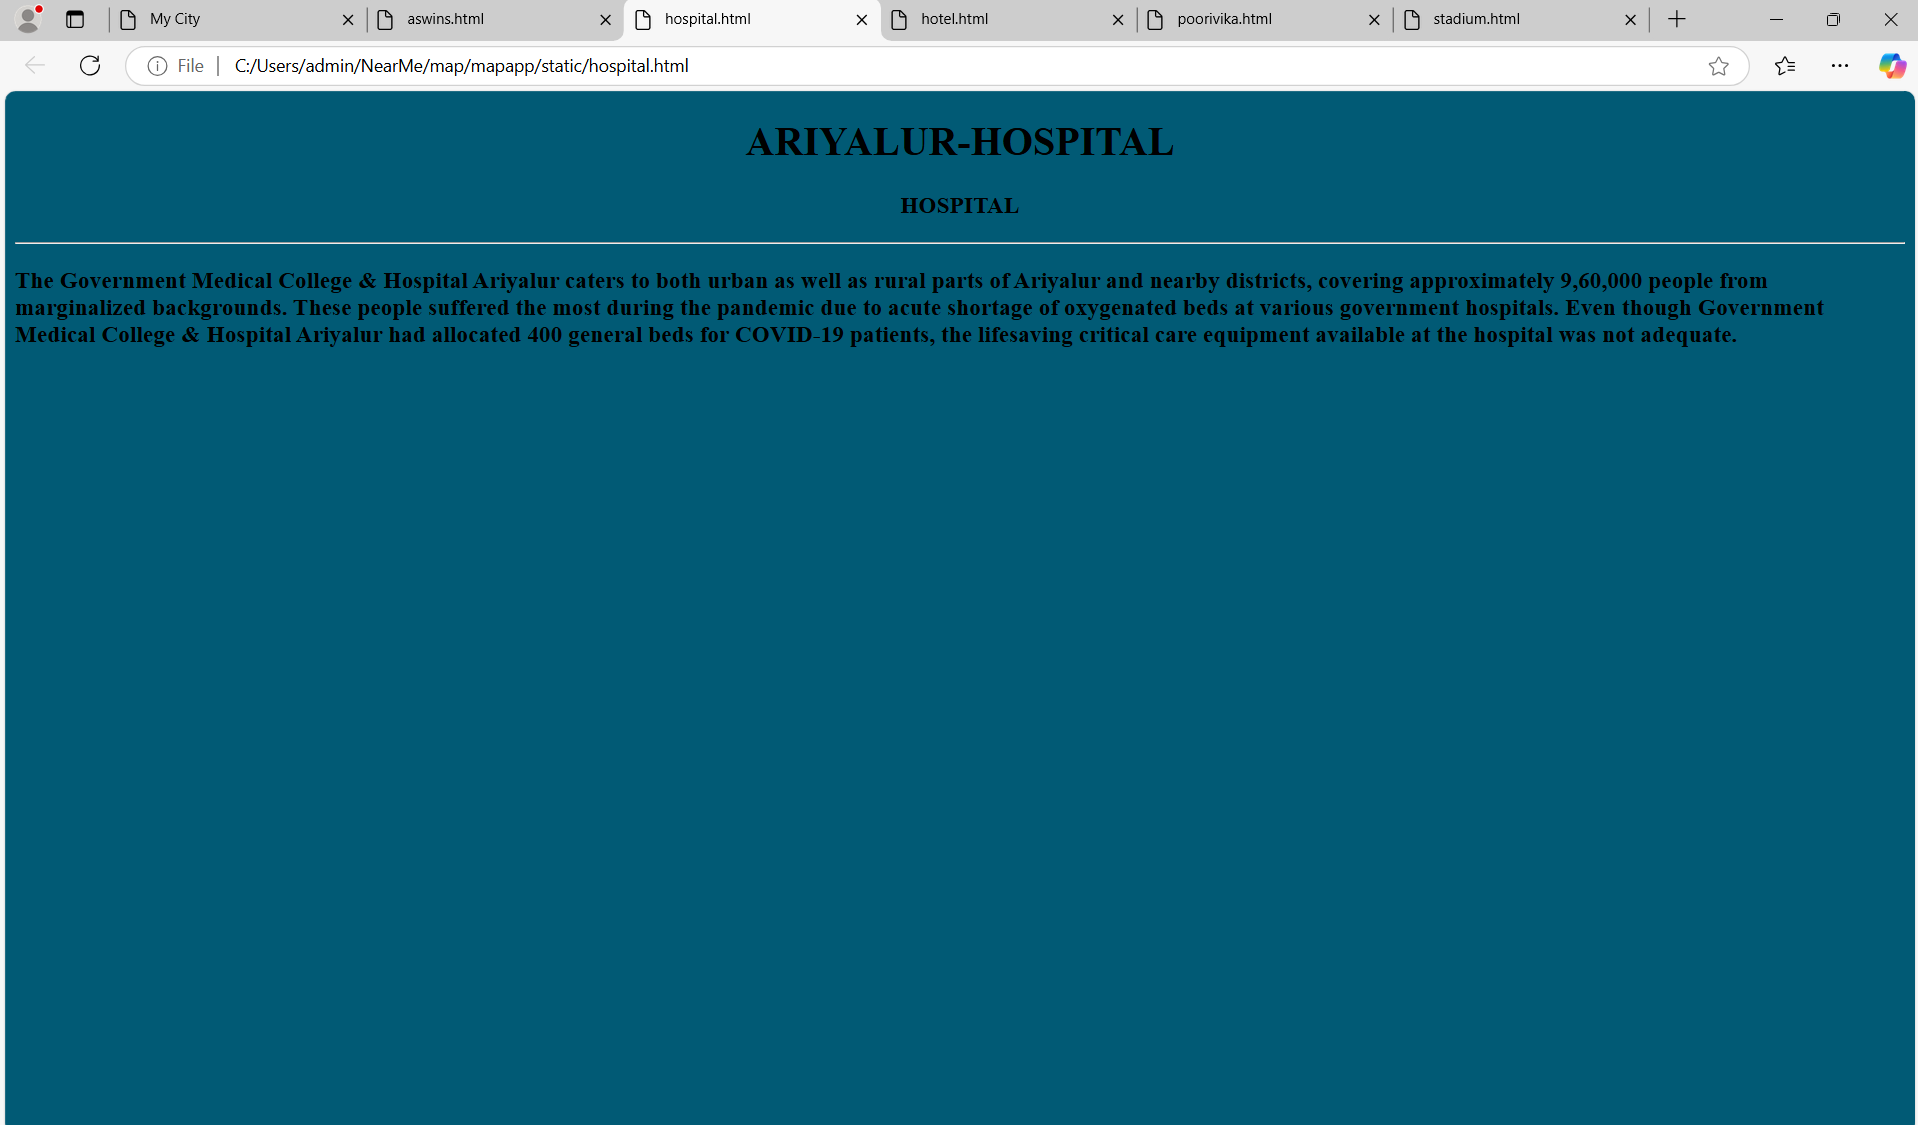 My City
aswins.html
hospital.html
hotel.html
poorivika.html
stadium.html
File
C:/Users/admin/NearMe/map/mapapp/static/hospital.html
ARIYALUR-HOSPITAL
HOSPITAL
The Government Medical College & Hospital Ariyalur caters to both urban as well as rural parts of Ariyalur and nearby districts, covering approximately 9,60,000 people from
marginalized backgrounds. These people suffered the most during the pandemic due to acute shortage of oxygenated beds at various government hospitals. Even though Government
Medical College & Hospital Ariyalur had allocated 400 general beds for COVID-19 patients, the lifesaving critical care equipment available at the hospital was not adequate.